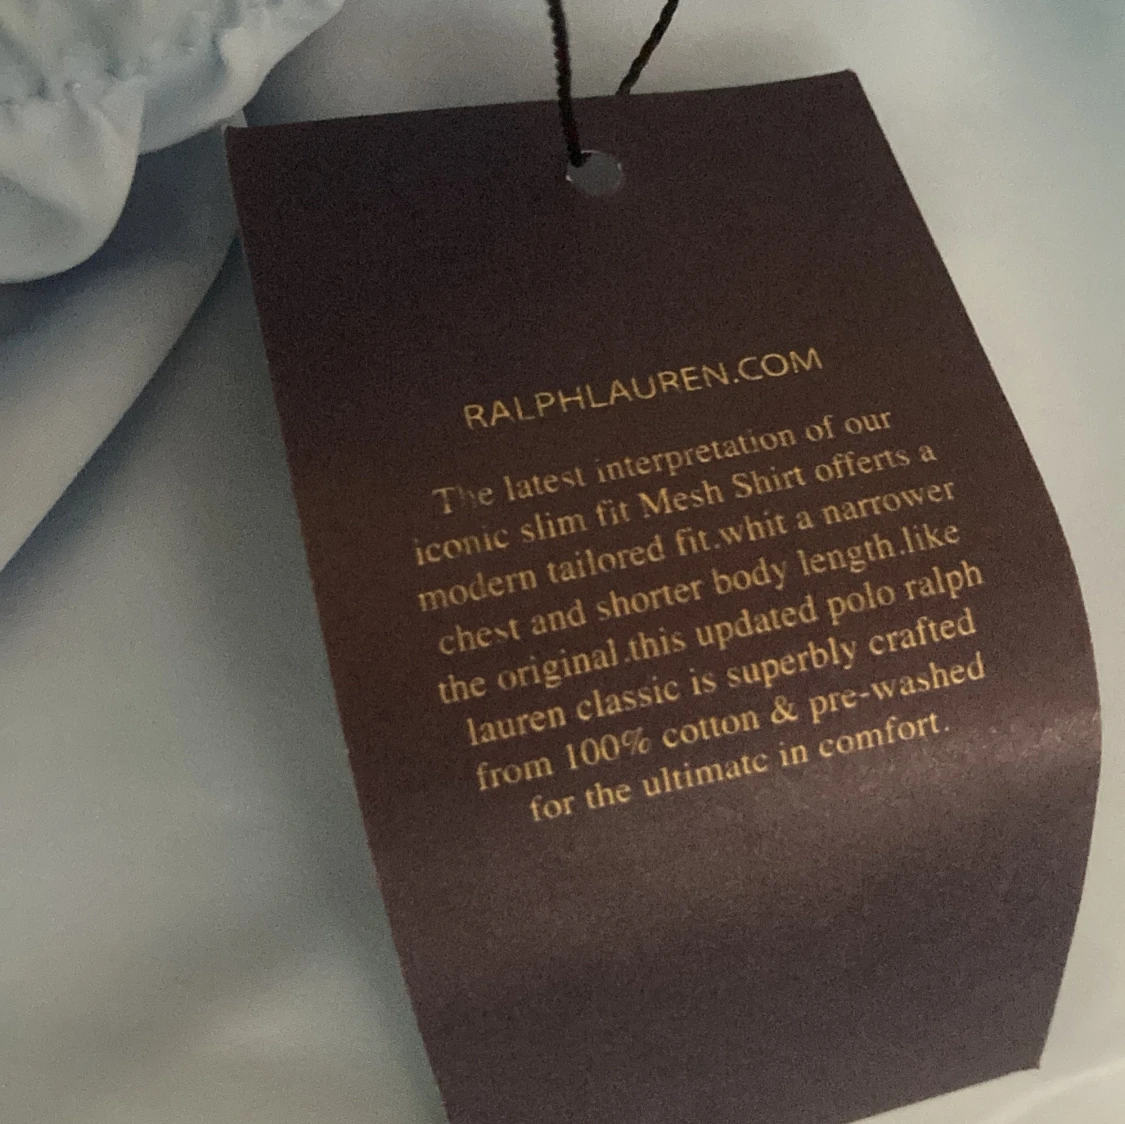 RALPHLAUREN.COM
The latest interpretation of our
iconic slim fit Mesh Shirt offerts a
modern tailored fit.whit a narrower
chest and shorter body length.like
the original.this updated polo ralph
lauren classic is superbly crafted
from 100% cotton & pre-washed
for the ultimate in comfort.